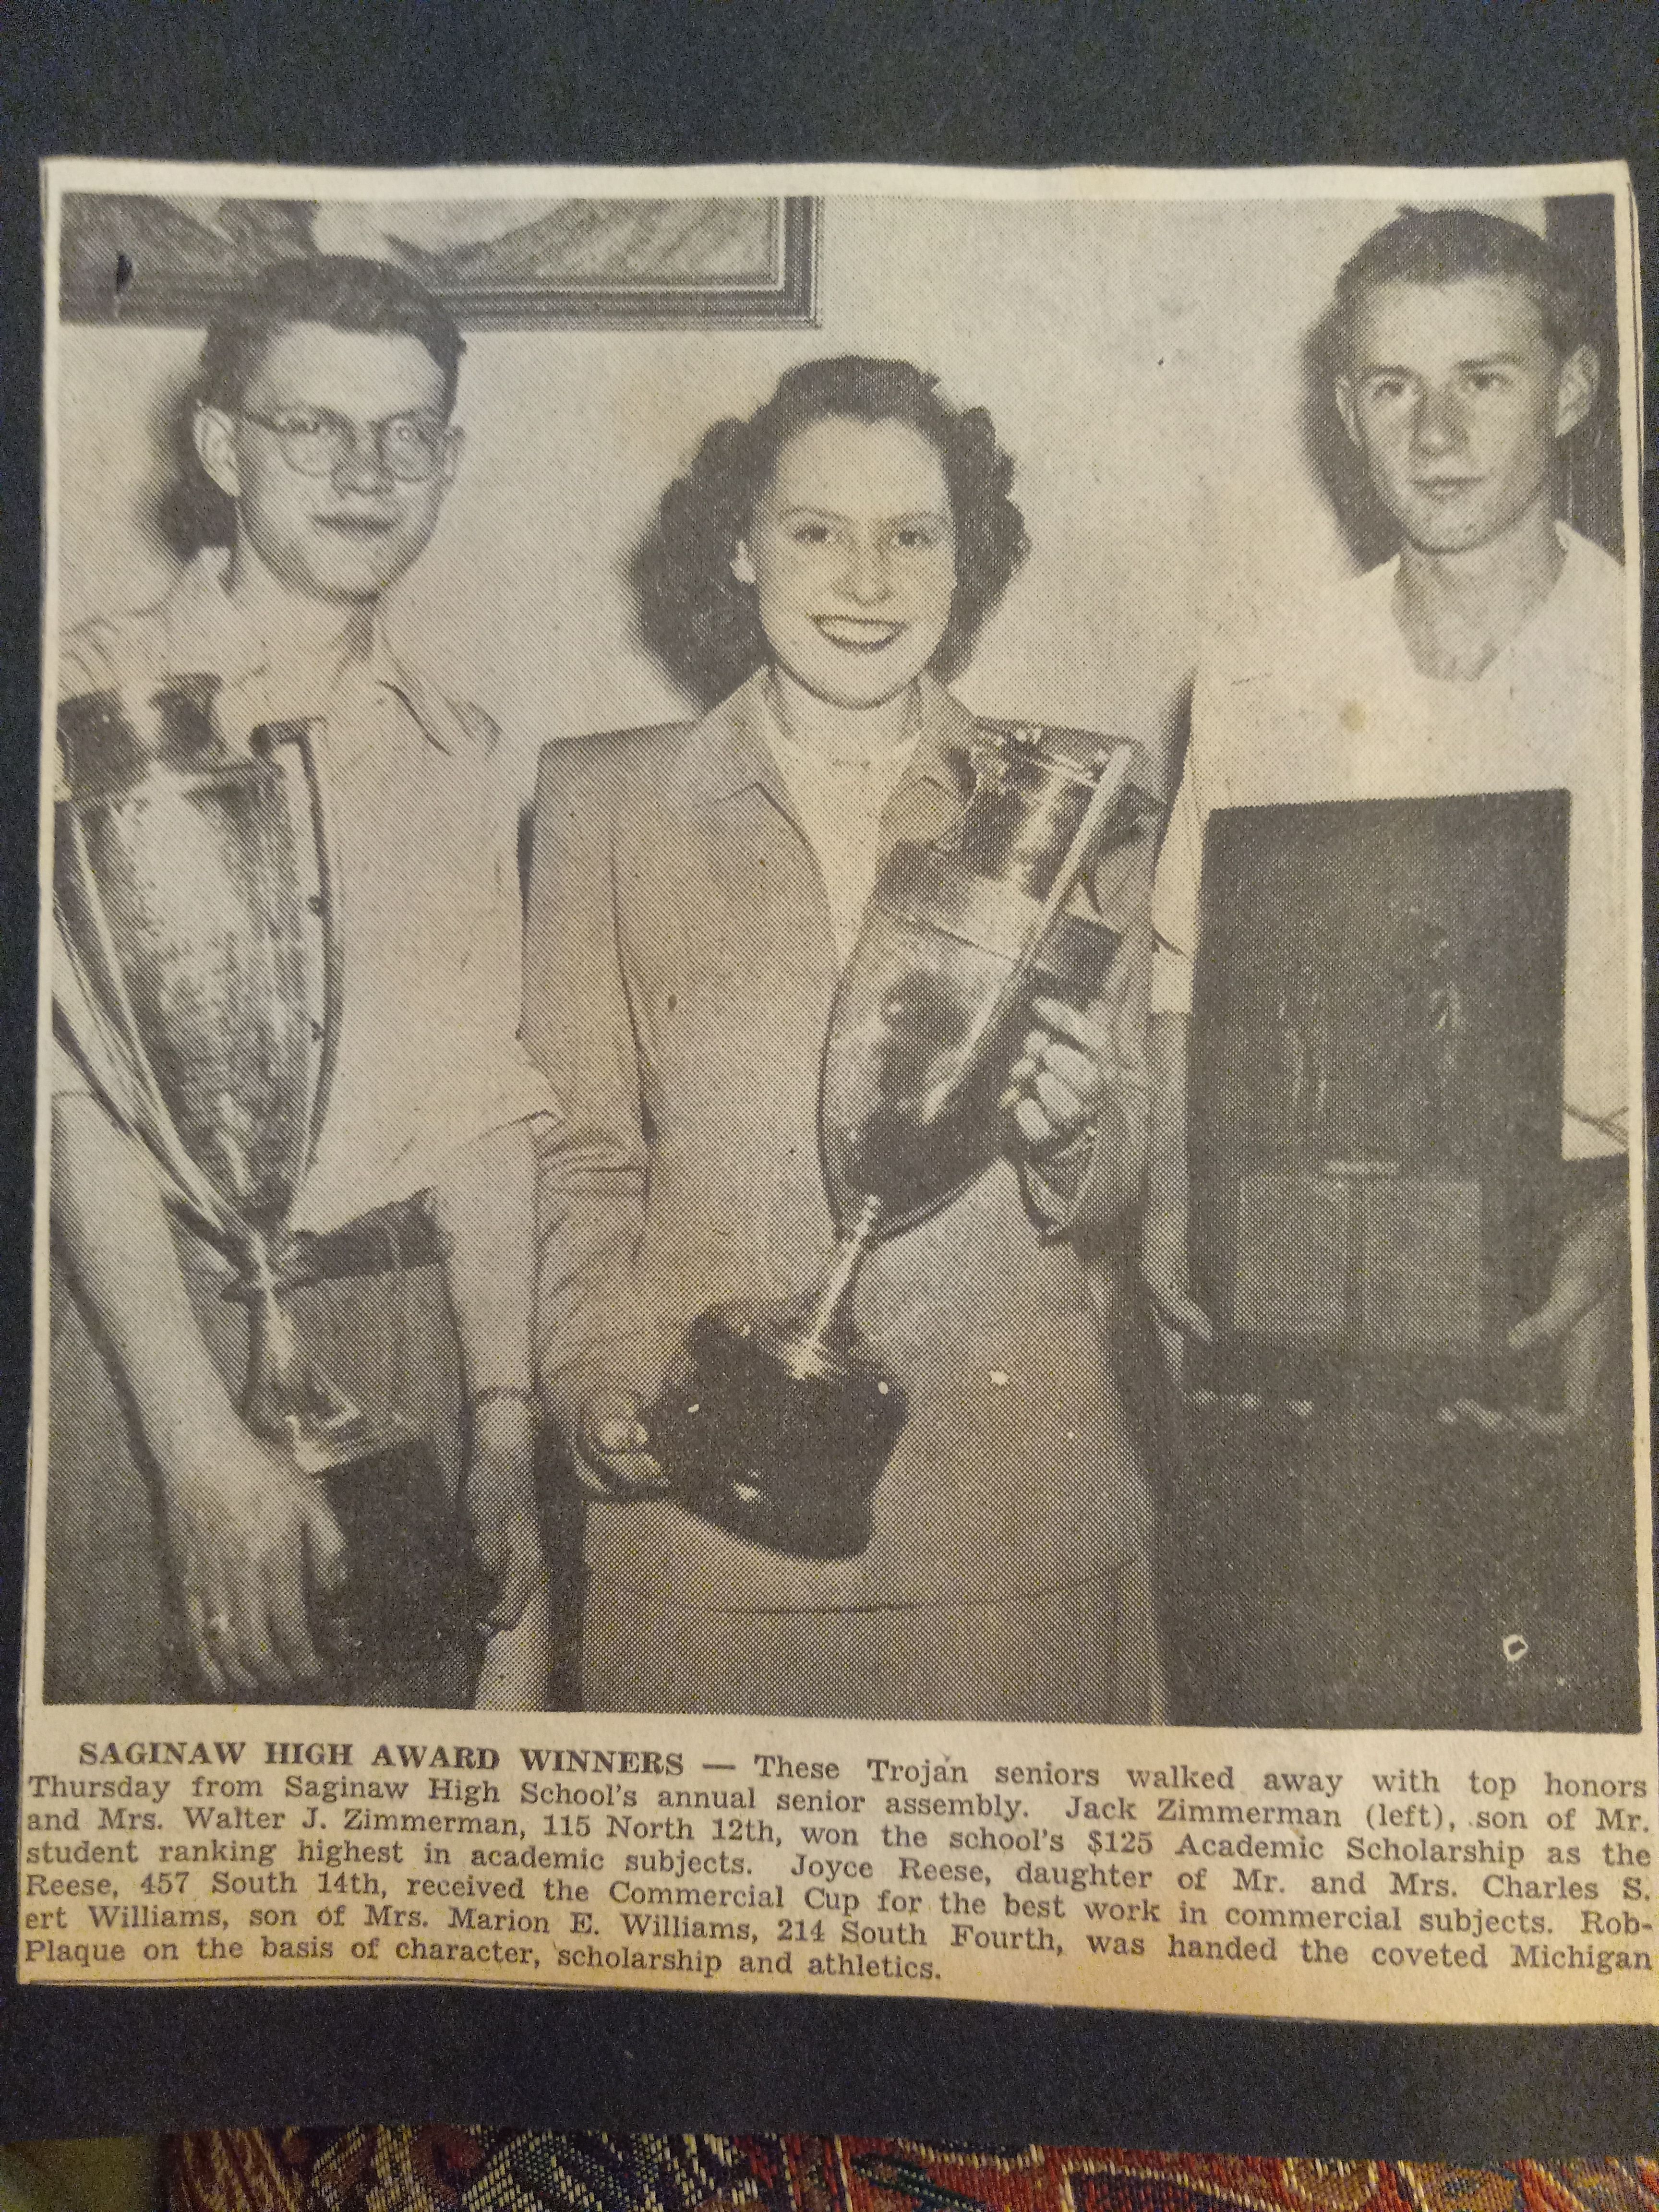 SAGINAW HIGH AWARD WINNERS — These Trojan seniors walked away with top honors
Thursday from Saginaw High School's annual senior assembly. Jack Zimmerman (left), son of Mr.
and Mrs. Walter J. Zimmerman, 115 North 12th, won the school's $125 Academic Scholarship as the
student ranking highest in academic subjects. Joyce Reese, daughter of Mr. and Mrs. Charles S.
Reese, 457 South 14th, received the Commercial Cup for the best work in commercial subjects. Rob-
ert Williams, son of Mrs. Marion E. Williams, 214 South Fourth, was handed the coveted Michigan
Plaque on the basis of character, scholarship and athletics.